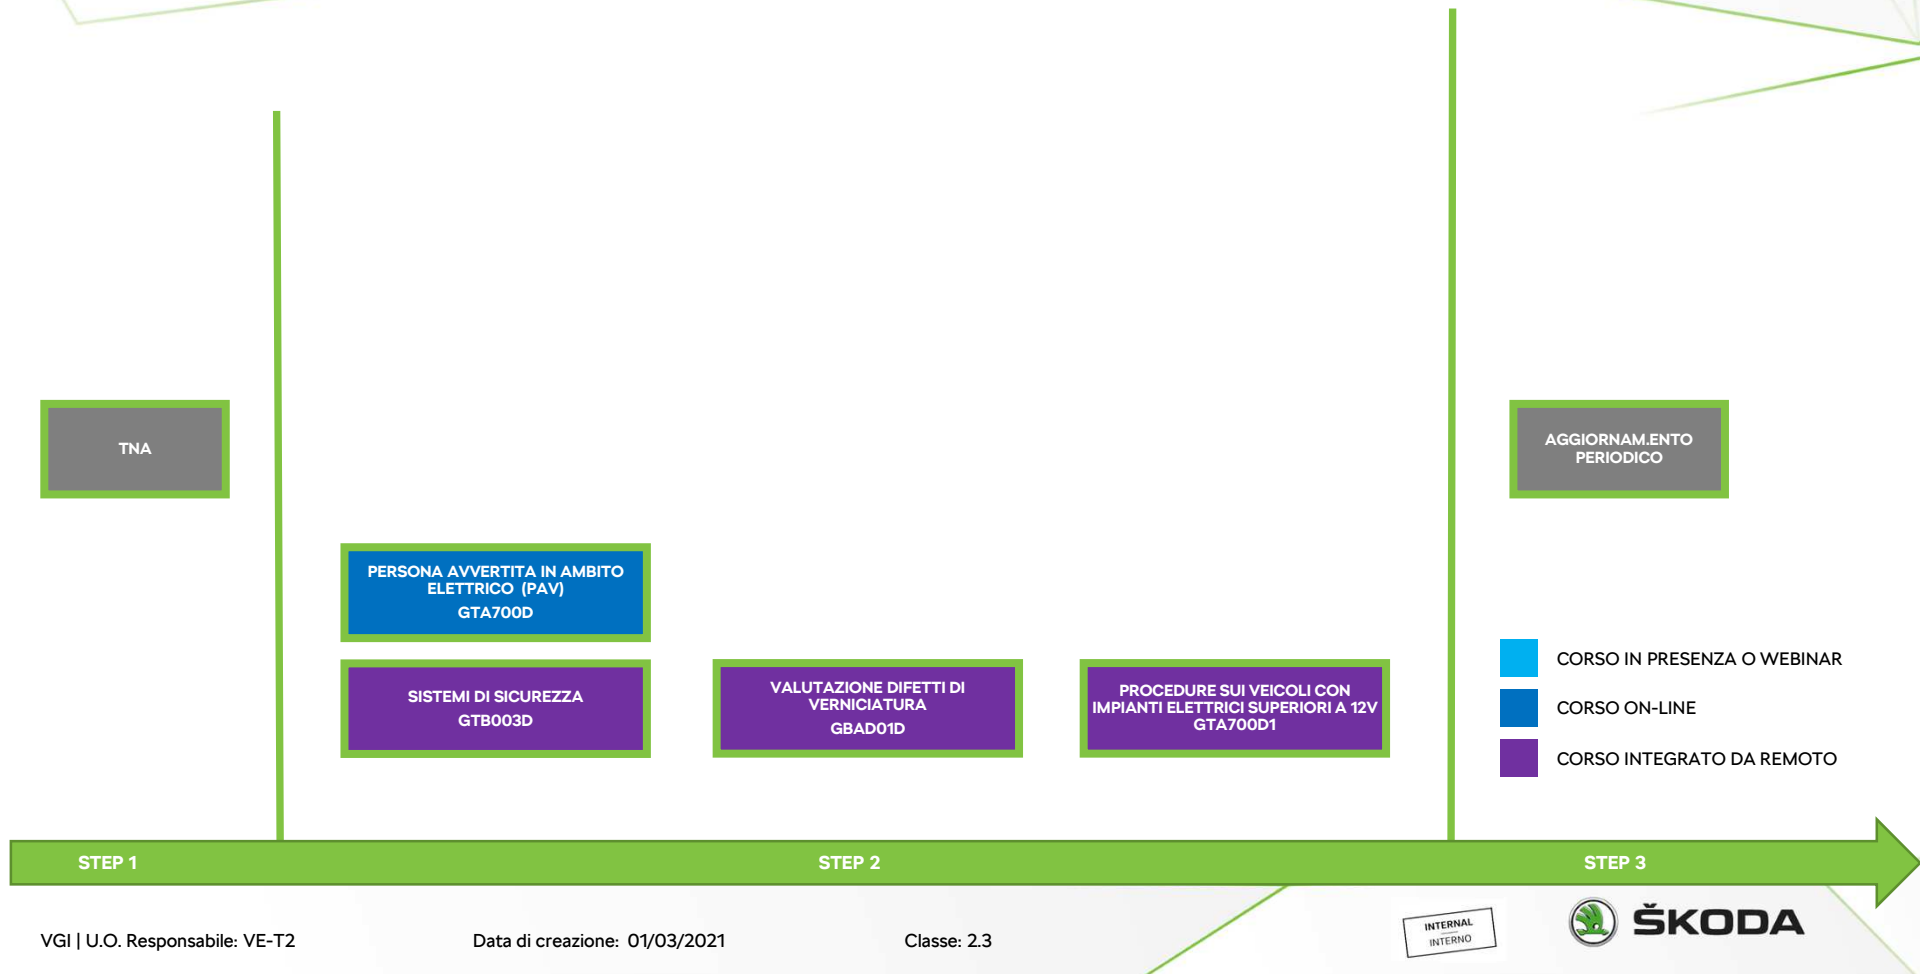 TNA
AGGIORNAM.ENTO
PERIODICO
PERSONA AVVERTITA IN AMBITO
ELETTRICO (PAV)
GTA700D
SISTEMI DI SICUREZZA
GTB003D
VALUTAZIONE DIFETTI DI
VERNICIATURA
GBAD01D
PROCEDURE SUI VEICOLI CON
IMPIANTI ELETTRICI SUPERIORI A 12V
GTA700D1
CORSO IN PRESENZA O WEBINAR
CORSO ON-LINE
CORSO INTEGRATO DA REMOTO
STEP 1
STEP 2
STEP 3
VGI | U.O. Responsabile: VE-T2
Data di creazione: 01/03/2021
Classe: 2.3
INTERNAL
INTERNO
ŠKODA